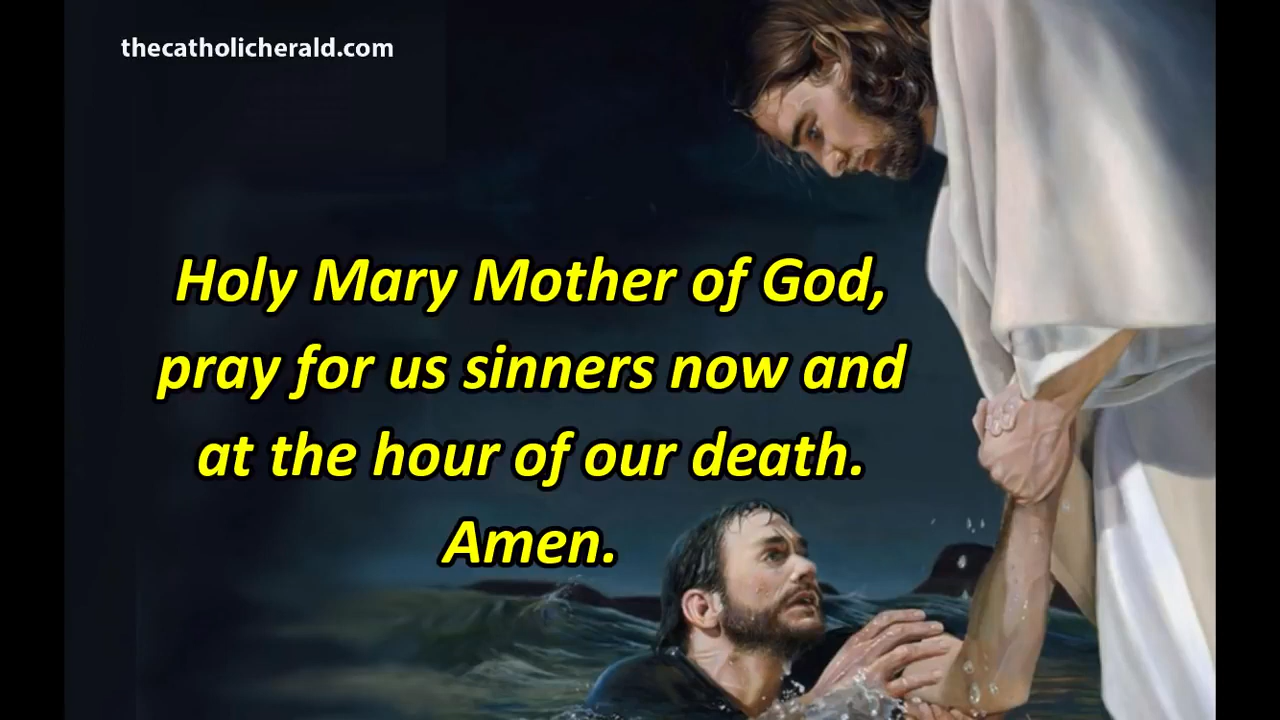 thecatholicherald.com
Holy Mary Mother of God,
pray for us sinners now and
at the hour of our death.
Amen.